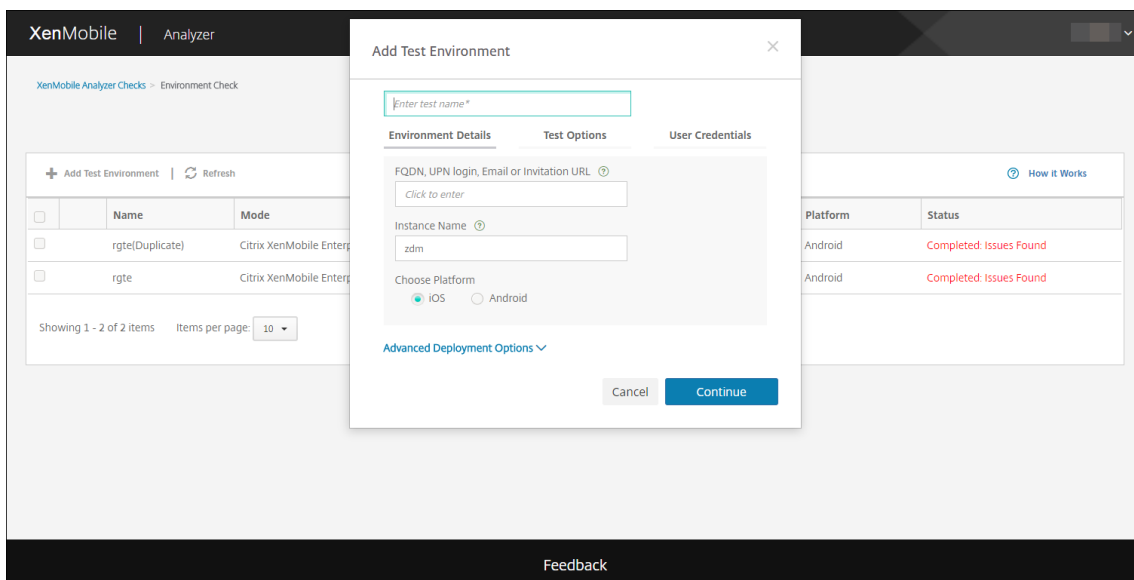 XenMobile | Analyzer
XenMobile Analyzer Checks > Environment Check
Add Test Environment | Refresh
How it Works
Name Mode Platform Status
rgte(Duplicate) Citrix XenMobile Enterp Android Completed: Issues Found
rgte Citrix XenMobile Enterp Android Completed: Issues Found
Showing 1 - 2 of 2 items Items per page: 10
Add Test Environment
Enter test name*
Environment Details Test Options User Credentials
FQDN, UPN login, Email or Invitation URL ?
Click to enter
Instance Name ?
zdm
Choose Platform
iOS Android
Advanced Deployment Options
Cancel Continue
Feedback